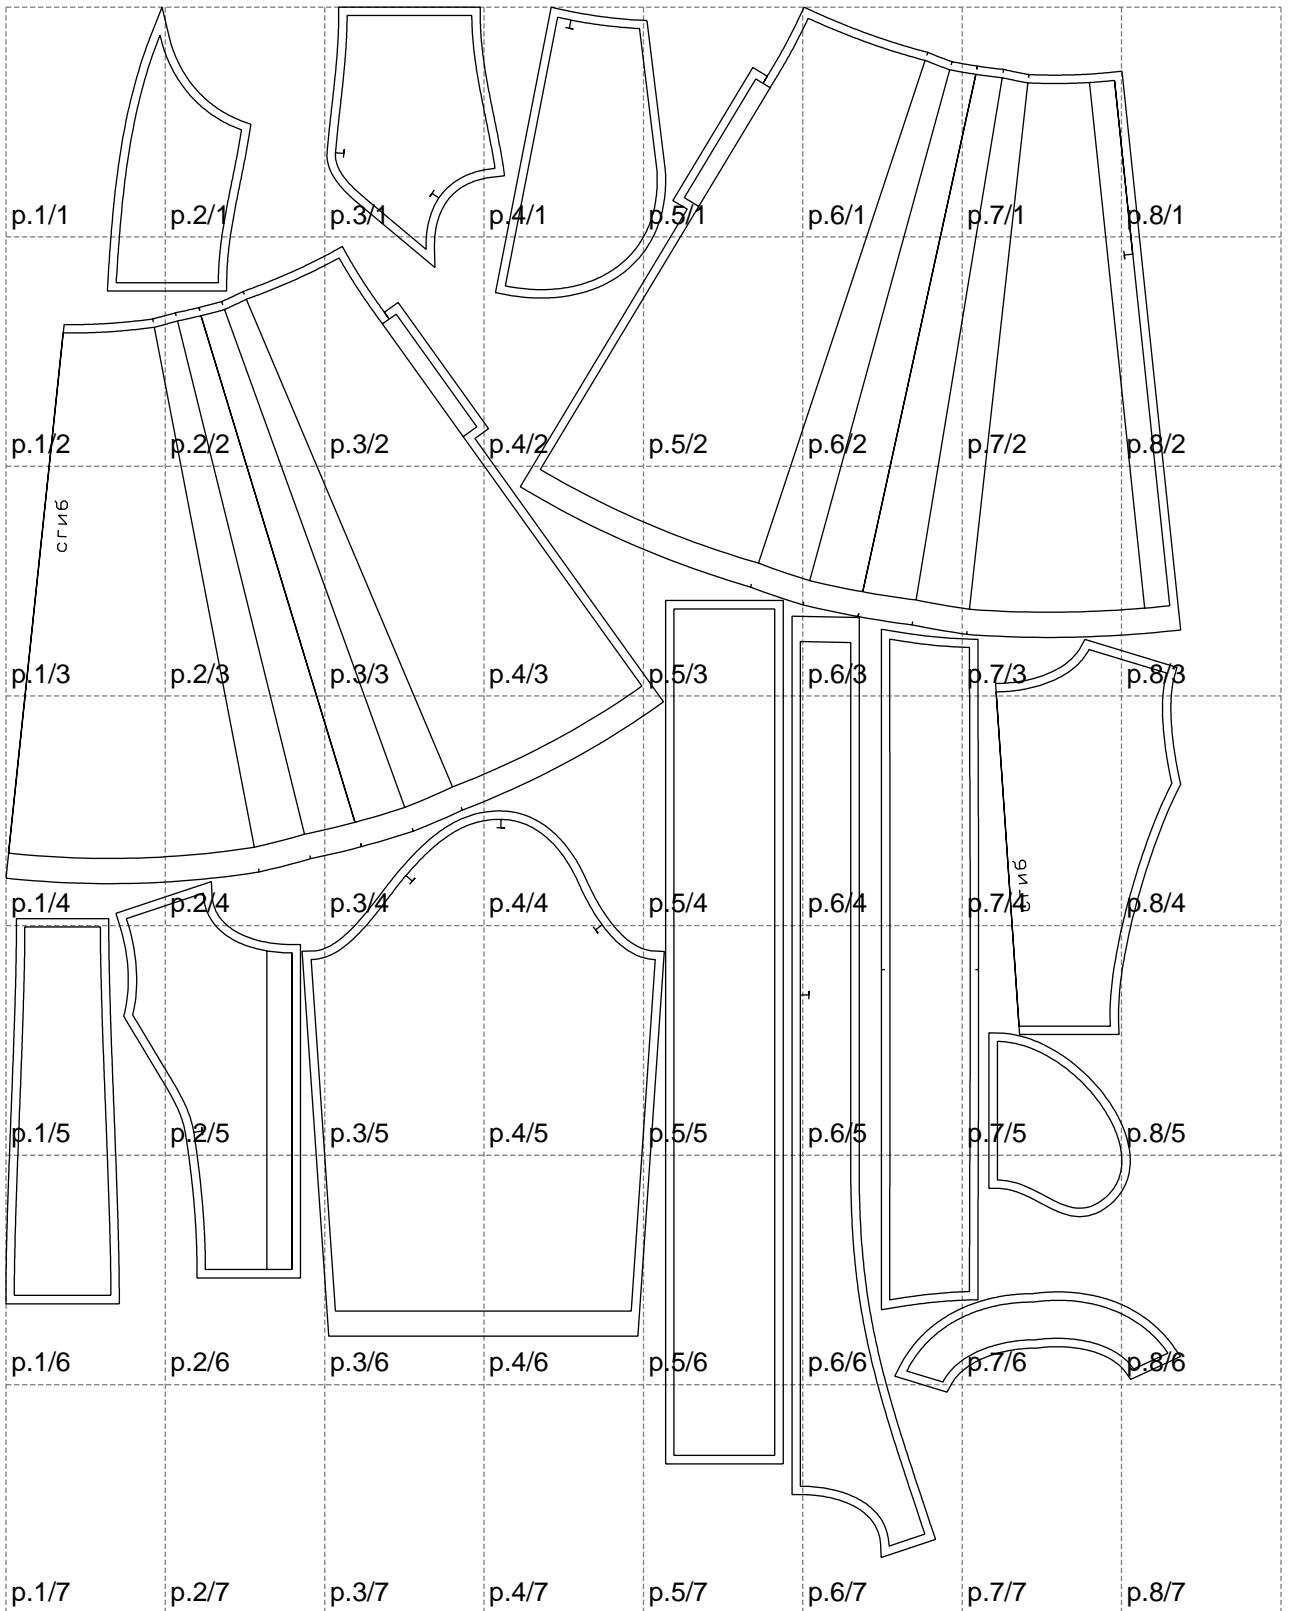 p.1/1 p.2/1 p.3/1 p.4/1 p.5/1 p.6/1 p.7/1 p.8/1
p.1/2 p.2/2 p.3/2 p.4/2 p.5/2 p.6/2 p.7/2 p.8/2
сгиб
p.1/3 p.2/3 p.3/3 p.4/3 p.5/3 p.6/3 p.7/3 p.8/3
сгиб
p.1/4 p.2/4 p.3/4 p.4/4 p.5/4 p.6/4 p.7/4 p.8/4
p.1/5 p.2/5 p.3/5 p.4/5 p.5/5 p.6/5 p.7/5 p.8/5
p.1/6 p.2/6 p.3/6 p.4/6 p.5/6 p.6/6 p.7/6 p.8/6
p.1/7 p.2/7 p.3/7 p.4/7 p.5/7 p.6/7 p.7/7 p.8/7